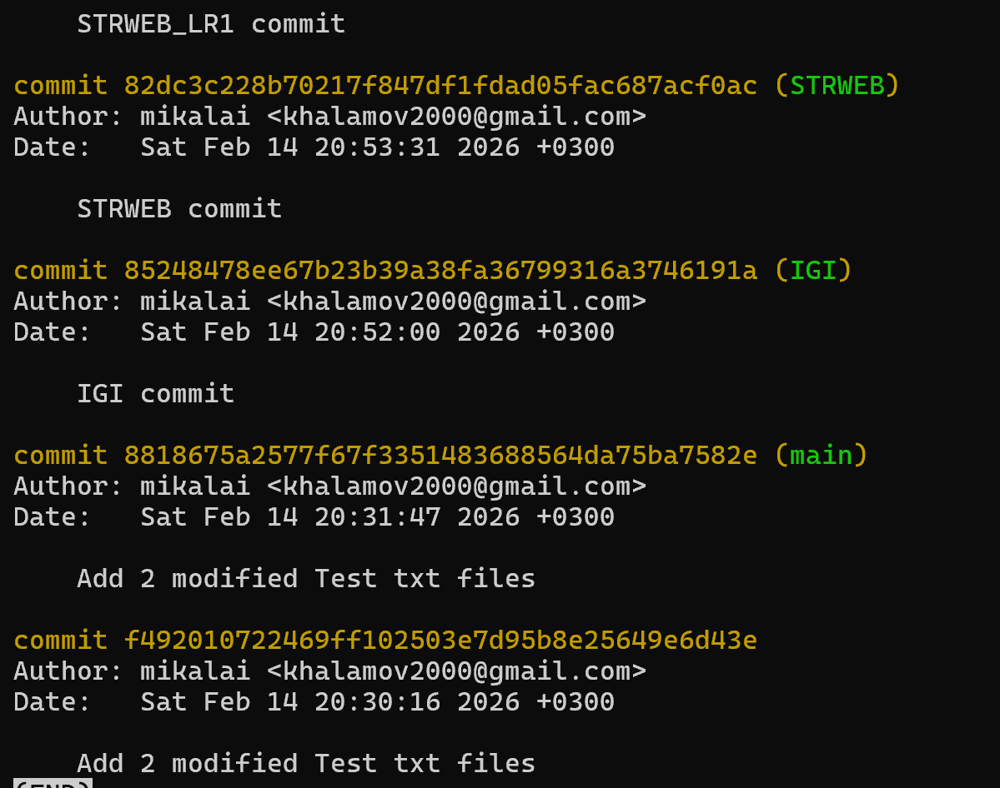 STRWEB_LR1 commit
commit 82dc3c228b70217f847df1fdad05fac687acf0ac (STRWEB)
Author: mikalai <khalamov2000@gmail.com>
Date:   Sat Feb 14 20:53:31 2026 +0300
STRWEB commit
commit 85248478ee67b23b39a38fa36799316a3746191a (IGI)
Author: mikalai <khalamov2000@gmail.com>
Date:   Sat Feb 14 20:52:00 2026 +0300
IGI commit
commit 8818675a2577f67f3351483688564da75ba7582e (main)
Author: mikalai <khalamov2000@gmail.com>
Date:   Sat Feb 14 20:31:47 2026 +0300
Add 2 modified Test txt files
commit f492010722469ff102503e7d95b8e25649e6d43e
Author: mikalai <khalamov2000@gmail.com>
Date:   Sat Feb 14 20:30:16 2026 +0300
Add 2 modified Test txt files
(END)